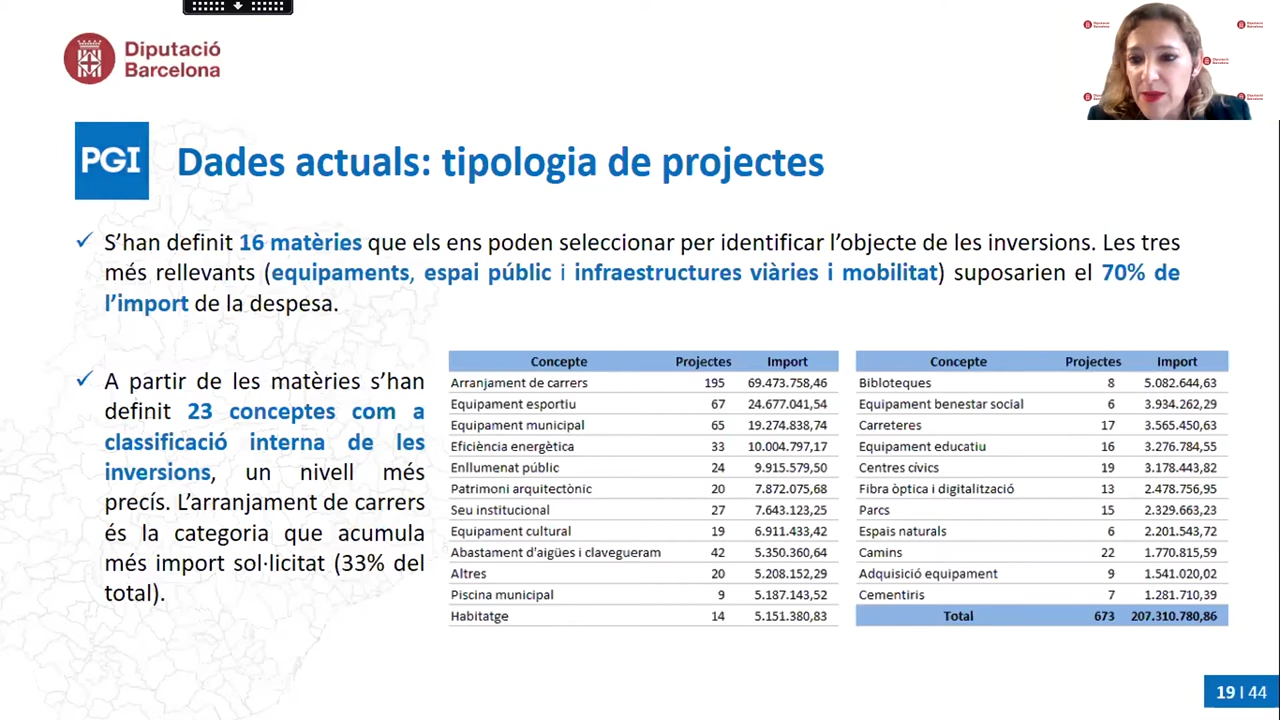 Diputació
Barcelona
PGI
Dades actuals: tipologia de projectes
S'han definit 16 matèries que els ens poden seleccionar per identificar l'objecte de les inversions. Les tres
més rellevants (equipaments, espai públic i infraestructures viàries i mobilitat) suposarien el 70% de
l'import de la despesa.
A partir de les matèries s'han
definit 23 conceptes com a
classificació interna de les
inversions, un nivell més
precís. L'arranjament de carrers
és la categoria que acumula
més import sol·licitat (33% del
total).
Concepte Projectes Import
Arranjament de carrers 195 69.473.758,46
Equipament esportiu 67 24.677.041,54
Equipament municipal 65 19.274.838,74
Eficiència energètica 33 10.004.797,17
Enllumenat públic 24 9.915.579,50
Patrimoni arquitectònic 20 7.872.075,68
Seu institucional 27 7.643.123,25
Equipament cultural 19 6.911.433,42
Abastament d'aigües i clavegueram 42 5.350.360,64
Altres 20 5.208.152,29
Piscina municipal 9 5.187.143,52
Habitatge 14 5.151.380,83
Concepte Projectes Import
Bibloteques 8 5.082.644,63
Equipament benestar social 6 3.934.262,29
Carreteres 17 3.565.450,63
Equipament educatiu 16 3.276.784,55
Centres cívics 19 3.178.443,82
Fibra òptica i digitalització 13 2.478.756,95
Parcs 15 2.329.663,23
Espais naturals 6 2.201.543,72
Camins 22 1.770.815,59
Adquisició equipament 9 1.541.020,02
Cementiris 7 1.281.710,39
Total 673 207.310.780,86
19 | 44